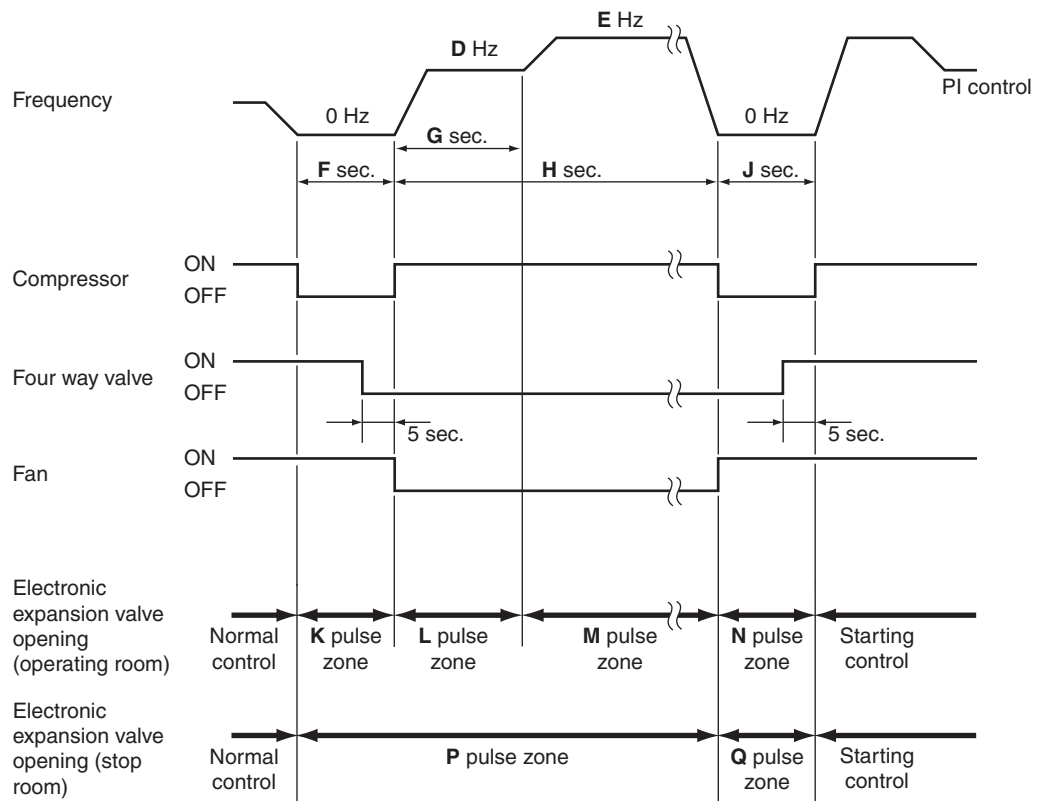 E Hz
D Hz
Frequency
PI control
0 Hz
0 Hz
G sec.
F sec.
H sec.
J sec.
Compressor
ON
OFF
Four way valve
ON
OFF
5 sec.
5 sec.
Fan
ON
OFF
Electronic
expansion valve
opening
(operating room)
Normal
control
K pulse
zone
L pulse
zone
M pulse
zone
N pulse
zone
Starting
control
Electronic
expansion valve
opening (stop
room)
Normal
control
P pulse zone
Q pulse
zone
Starting
control